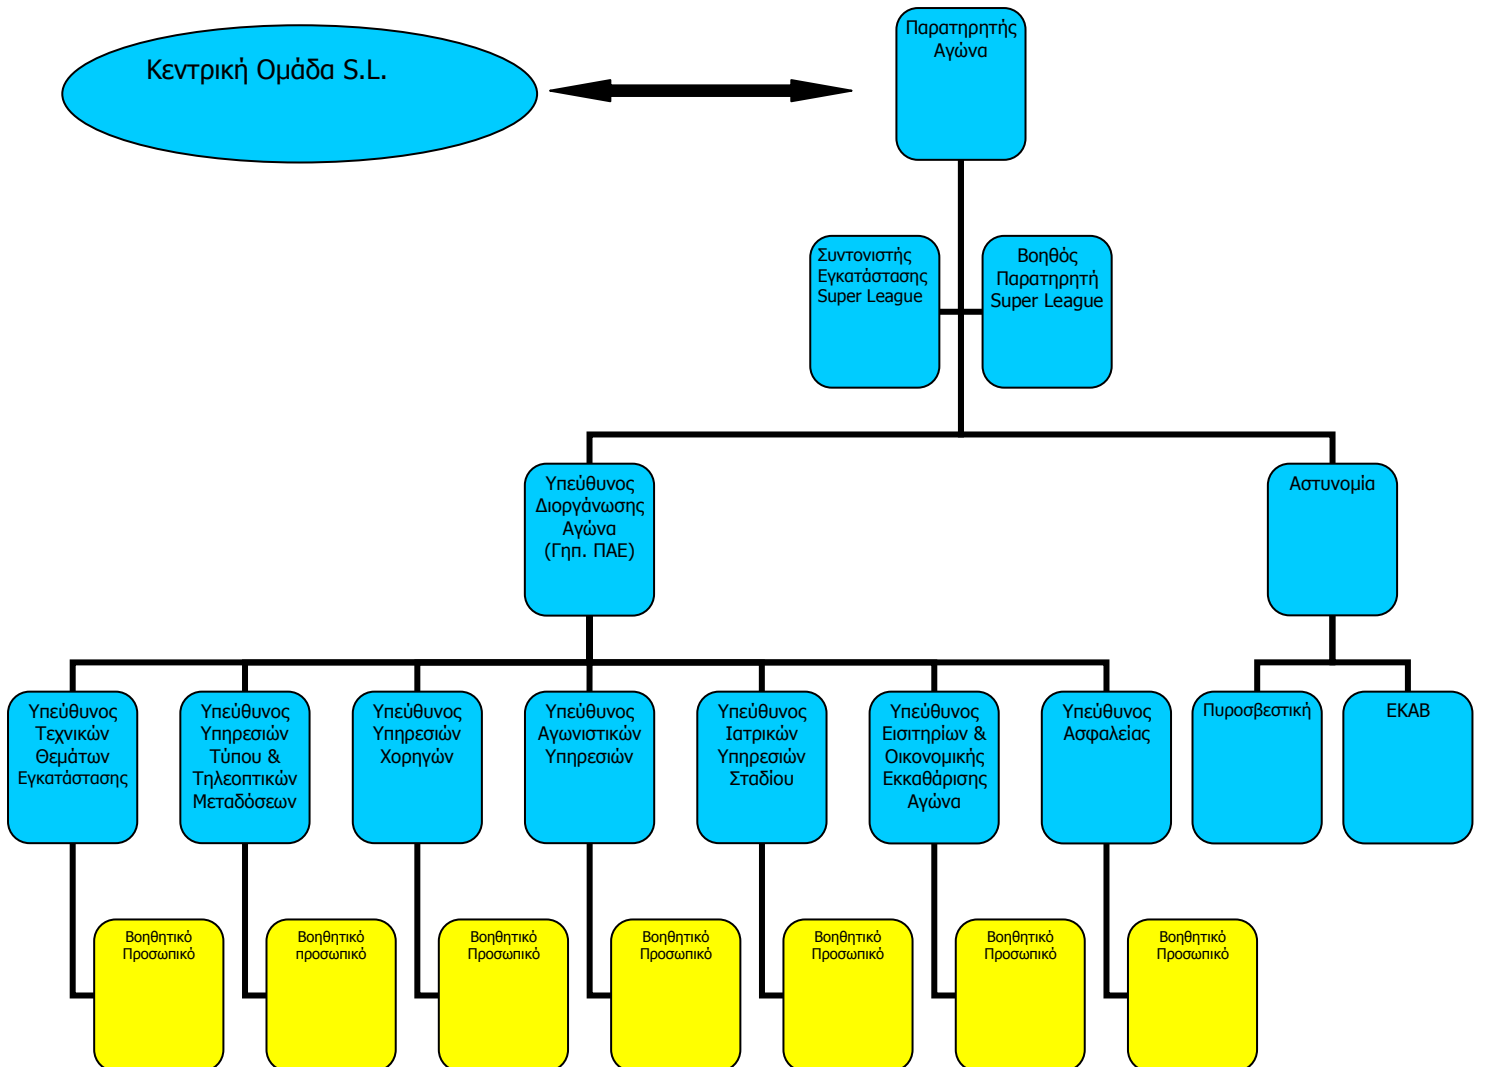 Κεντρική Ομάδα S.L.
Παρατηρητής
Αγώνα
Συντονιστής
Εγκατάστασης
Super League
Βοηθός
Παρατηρητή
Super League
Υπεύθυνος
Διοργάνωσης
Αγώνα
(Γηπ. ΠΑΕ)
Αστυνομία
Υπεύθυνος
Τεχνικών
Θεμάτων
Εγκατάστασης
Υπεύθυνος
Υπηρεσιών
Τύπου &
Τηλεοπτικών
Μεταδόσεων
Υπεύθυνος
Υπηρεσιών
Χορηγών
Υπεύθυνος
Αγωνιστικών
Υπηρεσιών
Υπεύθυνος
Ιατρικών
Υπηρεσιών
Σταδίου
Υπεύθυνος
Εισιτηρίων &
Οικονομικής
Εκκαθάρισης
Αγώνα
Υπεύθυνος
Ασφαλείας
Πυροσβεστική
ΕΚΑΒ
Βοηθητικό
Προσωπικό
Βοηθητικό
προσωπικό
Βοηθητικό
Προσωπικό
Βοηθητικό
Προσωπικό
Βοηθητικό
Προσωπικό
Βοηθητικό
Προσωπικό
Βοηθητικό
Προσωπικό